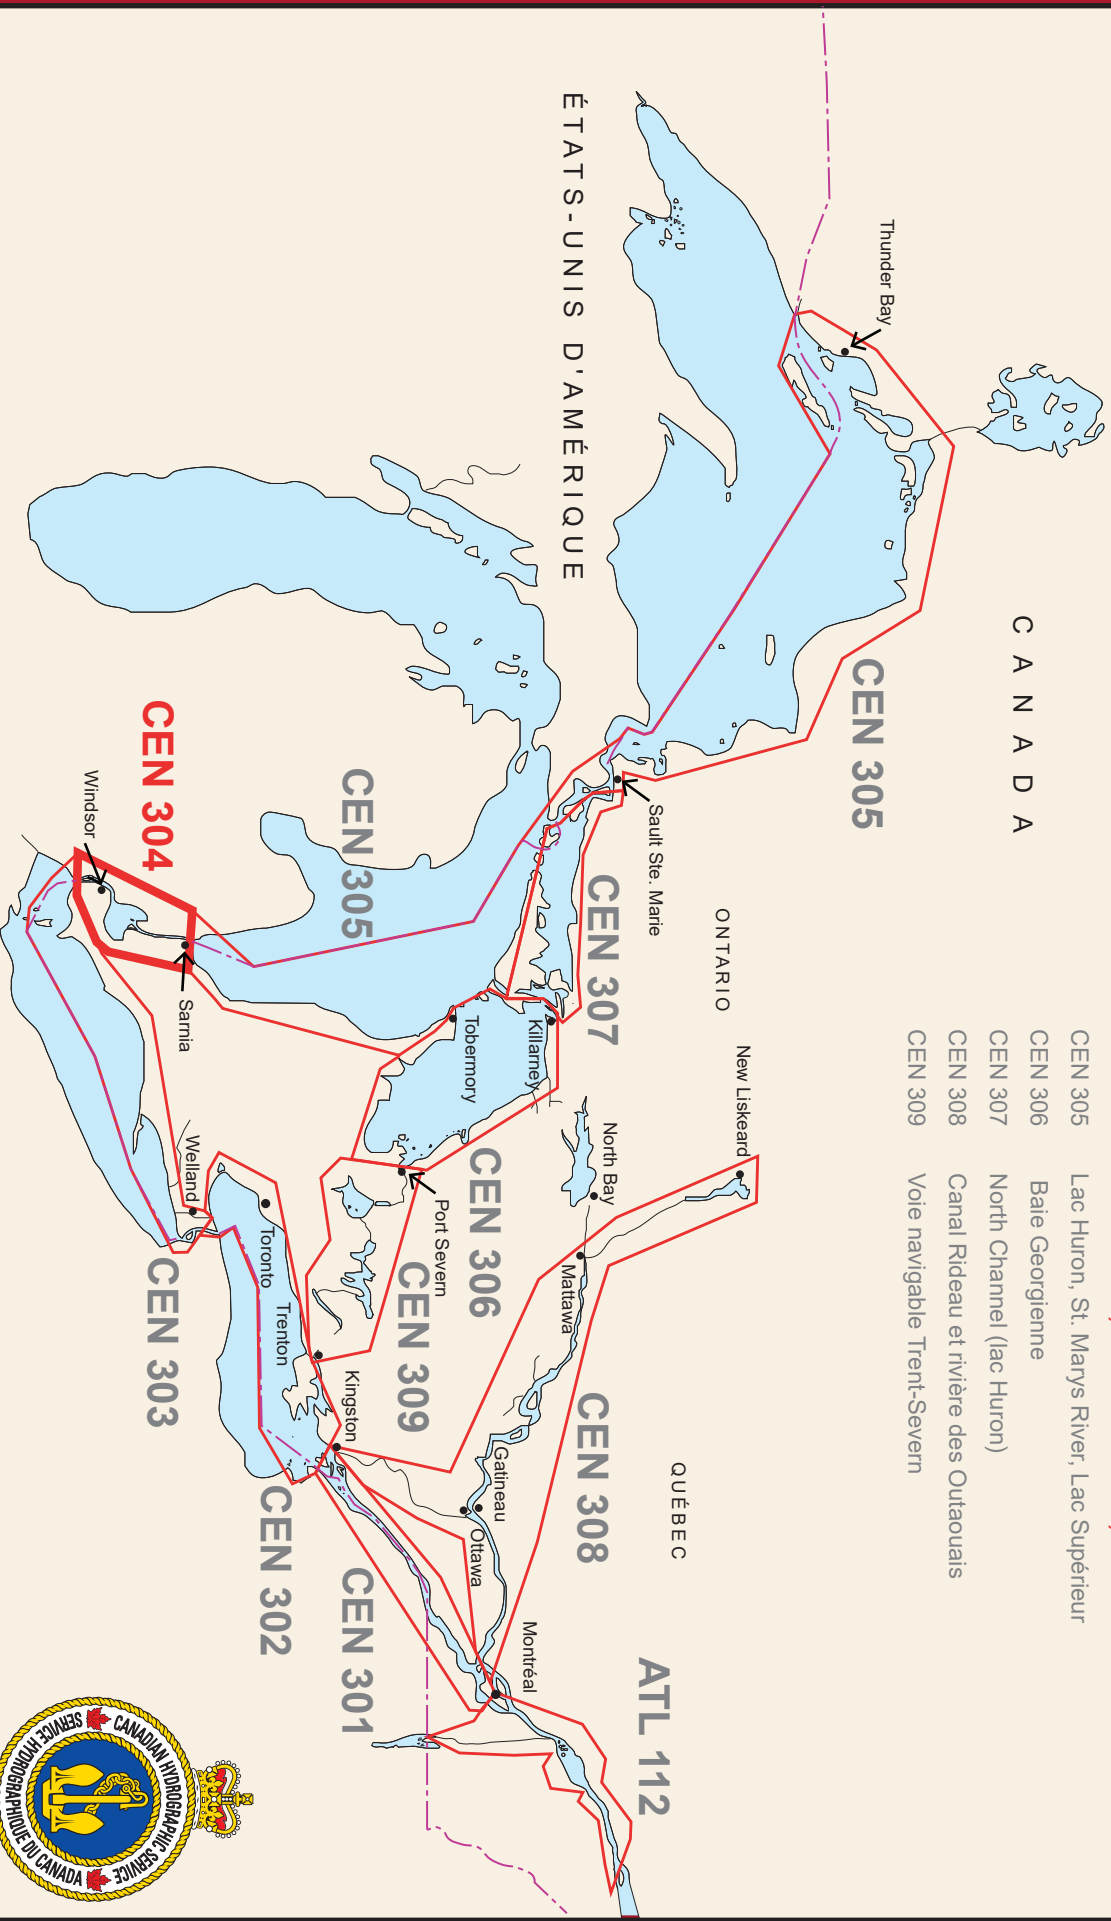 CEN 305 Lac Huron, St. Marys River, Lac Supérieur
CEN 306 Baie Georgienne
CEN 307 North Channel (lac Huron)
CEN 308 Canal Rideau et rivière des Outaouais
CEN 309 Voie navigable Trent-Severn
CANADA
Thunder Bay
CEN 305
ÉTATS-UNIS D'AMÉRIQUE
ONTARIO
New Liskeard
Sault Ste. Marie
CEN 307
QUÉBEC
ATL 112
North Bay
Mattawa
CEN 308
Killarney
Tobermory
CEN 306
Port Severn
CEN 309
Gatineau
Ottawa
Montréal
CEN 305
Kingston
CEN 301
Trenton
Toronto
CEN 302
Sarnia
Welland
CEN 303
CEN 304
Windsor
CANADIAN HYDROGRAPHIC SERVICE
SERVICE HYDROGRAPHIQUE DU CANADA